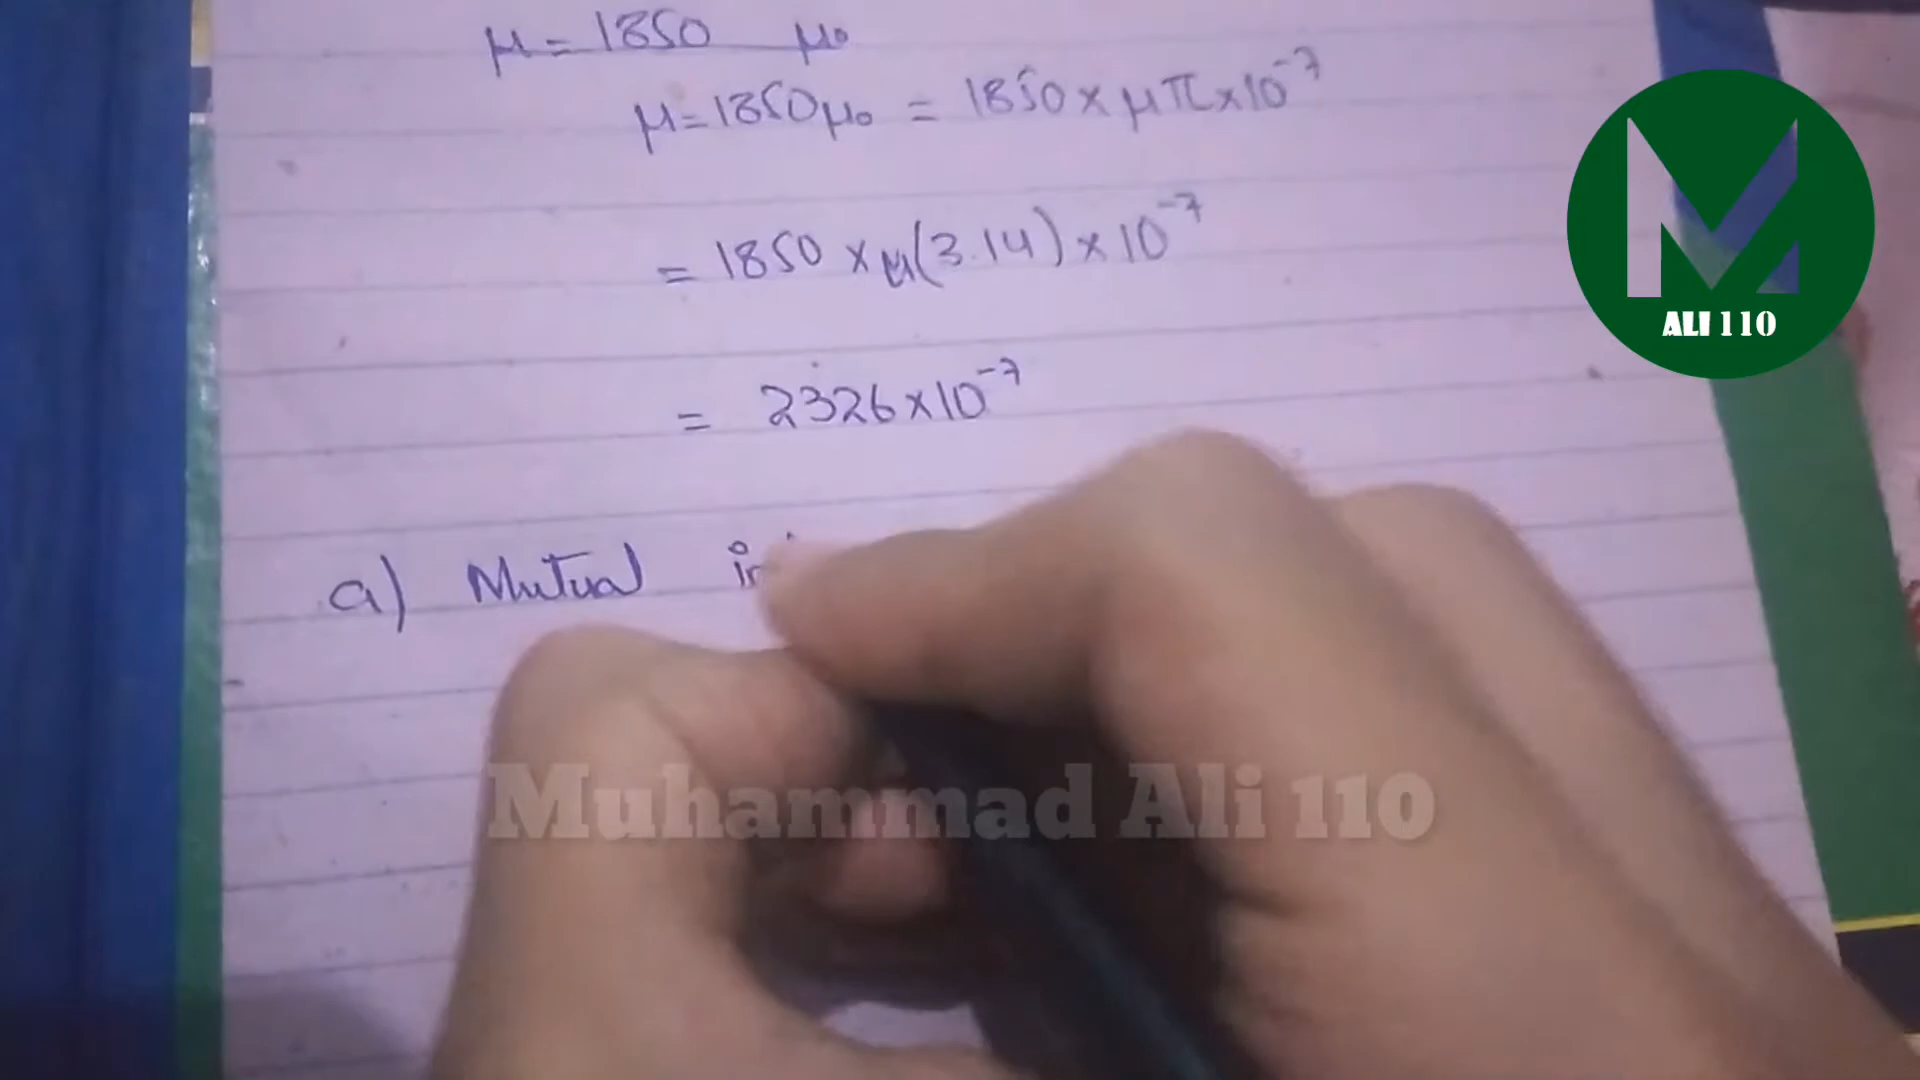 μ = 1850 μ₀
μ = 1850μ₀ = 1850 × 4π × 10⁻⁷
= 1850 × 4(3.14) × 10⁻⁷
= 2326 × 10⁻⁷
a) Mutual
ALI 110
Muhammad Ali 110